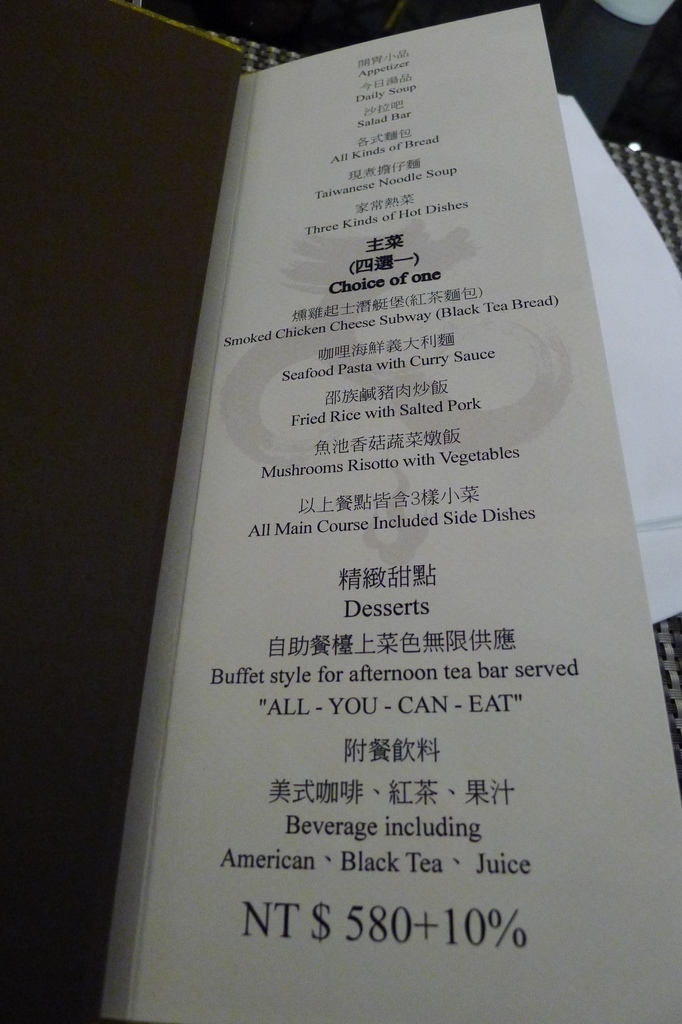 開胃小品
Appetizer
今日湯品
Daily Soup
沙拉吧
Salad Bar
各式麵包
All Kinds of Bread
現煮擔仔麵
Taiwanese Noodle Soup
家常熱菜
Three Kinds of Hot Dishes
主菜
(四選一)
Choice of one
燻雞起士潛艇堡(紅茶麵包)
Smoked Chicken Cheese Subway (Black Tea Bread)
咖哩海鮮義大利麵
Seafood Pasta with Curry Sauce
邵族鹹豬肉炒飯
Fried Rice with Salted Pork
魚池香菇蔬菜燉飯
Mushrooms Risotto with Vegetables
以上餐點皆含3樣小菜
All Main Course Included Side Dishes
精緻甜點
Desserts
自助餐檯上菜色無限供應
Buffet style for afternoon tea bar served
"ALL - YOU - CAN - EAT"
附餐飲料
美式咖啡、紅茶、果汁
Beverage including
American、Black Tea、 Juice
NT $ 580+10%